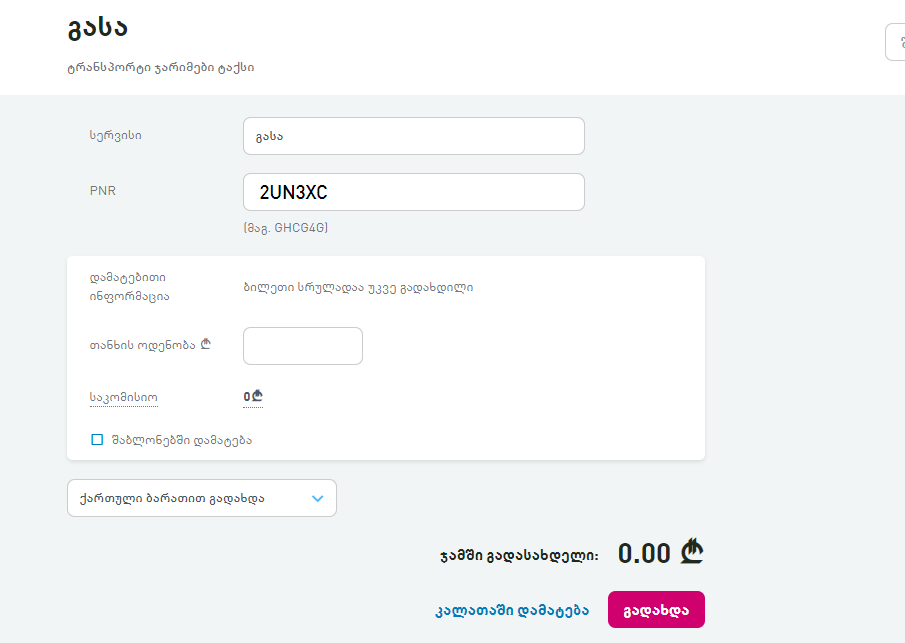 გასა
ტრანსპორტი ჯარიმები ტაქსი
სერვისი
გასა
PNR
2UN3XC
(მაგ. GHCG4G)
დამატებითი
ინფორმაცია
ბილეთი სრულადაა უკვე გადახდილი
თანხის ოდენობა ₾
საკომისიო
0₾
შაბლონებში დამატება
ქართული ბარათით გადახდა
ჯამში გადასახდელი: 0.00 ₾
კალათაში დამატება
გადახდა